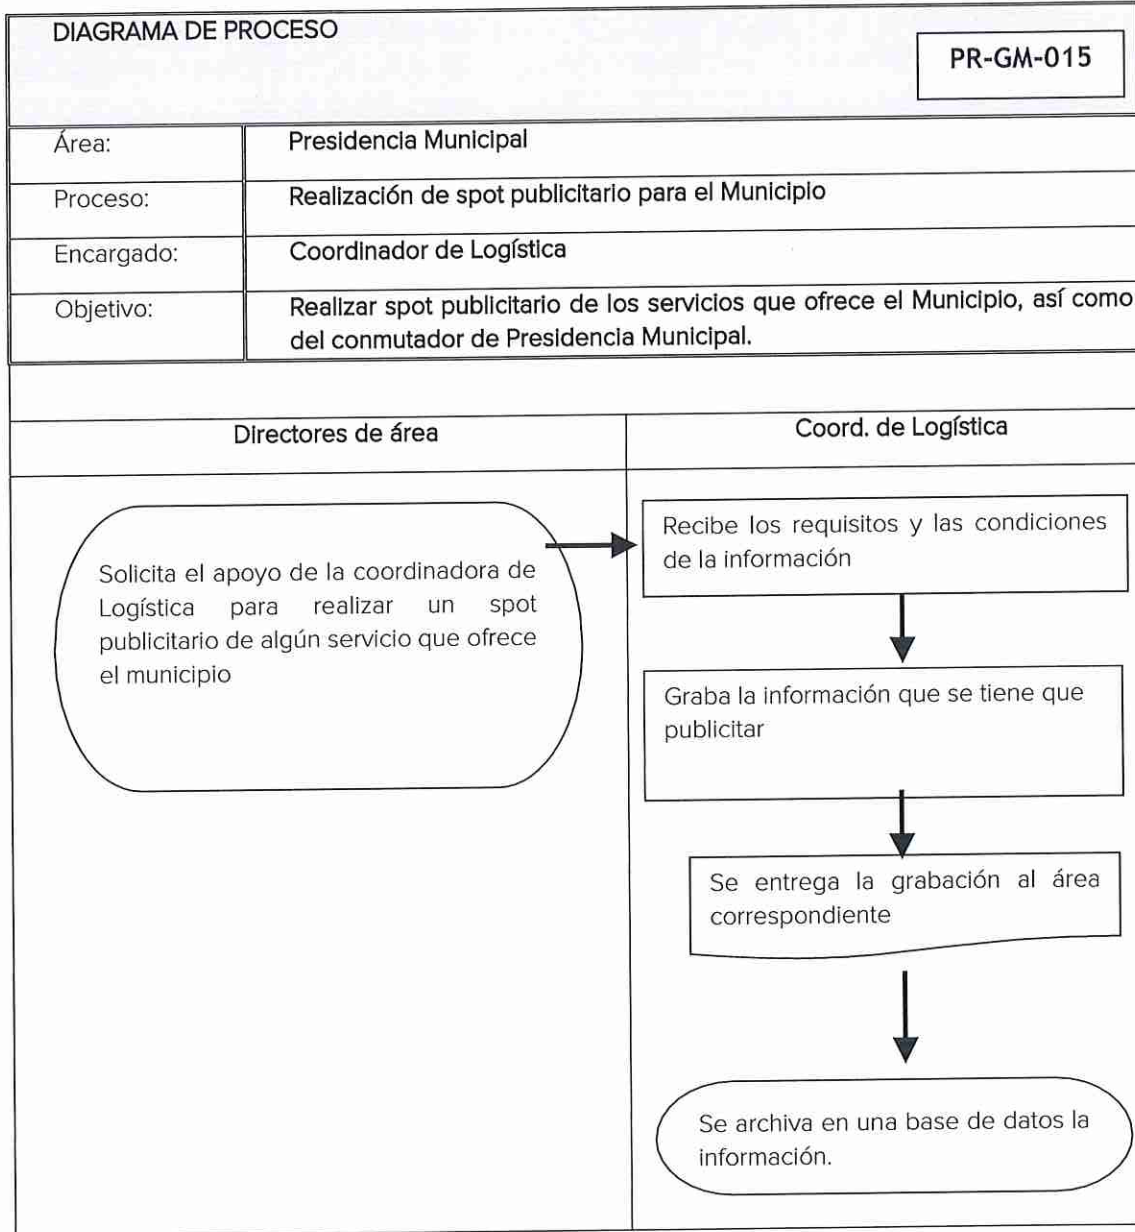 DIAGRAMA DE PROCESO
PR-GM-015
Área:
Presidencia Municipal
Proceso:
Realización de spot publicitario para el Municipio
Encargado:
Coordinador de Logística
Objetivo:
Realizar spot publicitario de los servicios que ofrece el Municipio, así como
del conmutador de Presidencia Municipal.
Directores de área
Coord. de Logística
Solicita el apoyo de la coordinadora de
Logística para realizar un spot
publicitario de algún servicio que ofrece
el municipio
Recibe los requisitos y las condiciones
de la información
Graba la información que se tiene que
publicitar
Se entrega la grabación al área
correspondiente
Se archiva en una base de datos la
información.